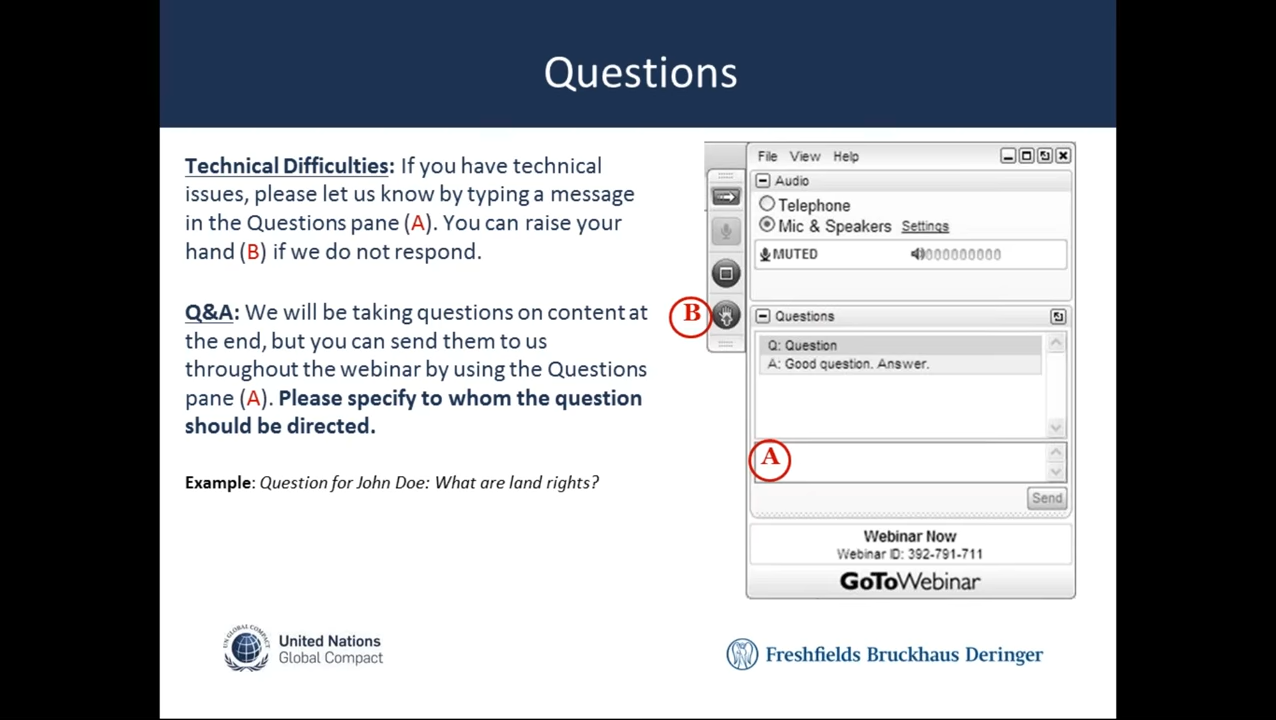 Questions
Technical Difficulties: If you have technical
issues, please let us know by typing a message
in the Questions pane (A). You can raise your
hand (B) if we do not respond.
Q&A: We will be taking questions on content at
the end, but you can send them to us
throughout the webinar by using the Questions
pane (A). Please specify to whom the question
should be directed.
Example: Question for John Doe: What are land rights?
File View Help
Audio
Telephone
Mic & Speakers Settings
MUTED
B
Questions
Q: Question
A: Good question. Answer.
A
Send
Webinar Now
Webinar ID: 392-791-711
GoToWebinar
UN GLOBAL COMPACT
United Nations
Global Compact
Freshfields Bruckhaus Deringer